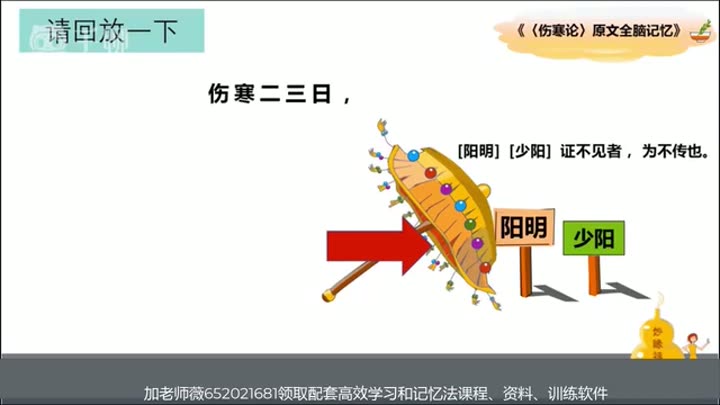 请回放一下
《〈伤寒论〉原文全脑记忆》
伤寒二三日，
[阳明] [少阳] 证不见者，为不传也。
阳明
少阳
加老师薇652021681领取配套高效学习和记忆法课程、资料、训练软件